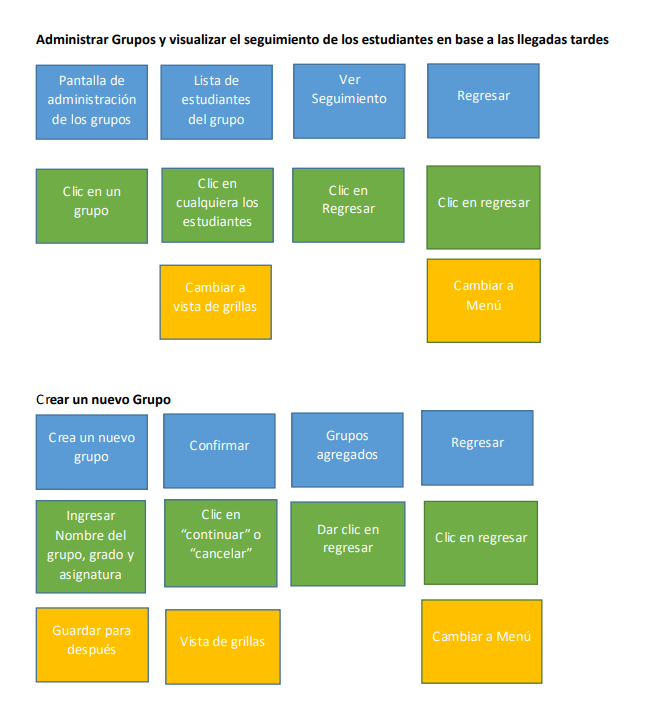 Administrar Grupos y visualizar el seguimiento de los estudiantes en base a las llegadas tardes
Pantalla de
administración
de los grupos
Lista de
estudiantes
del grupo
Ver
Seguimiento
Regresar
Clic en un
grupo
Clic en
cualquiera los
estudiantes
Clic en
Regresar
Clic en regresar
Cambiar a
vista de grillas
Cambiar a
Menú
Crear un nuevo Grupo
Crea un nuevo
grupo
Confirmar
Grupos
agregados
Regresar
Ingresar
Nombre del
grupo, grado y
asignatura
Clic en
“continuar” o
“cancelar”
Dar clic en
regresar
Clic en regresar
Guardar para
después
Vista de grillas
Cambiar a Menú